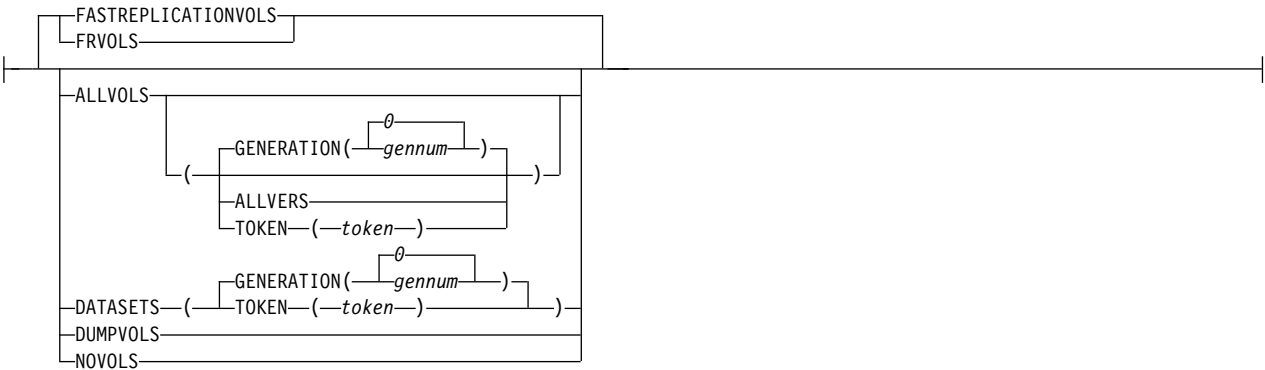 FASTREPLICATIONVOLS
FRVOLS
ALLVOLS
0
GENERATION( gennum )
( )
ALLVERS
TOKEN ( token )
0
GENERATION( gennum )
DATASETS ( TOKEN ( token ) )
DUMPVOLS
NOVOLS